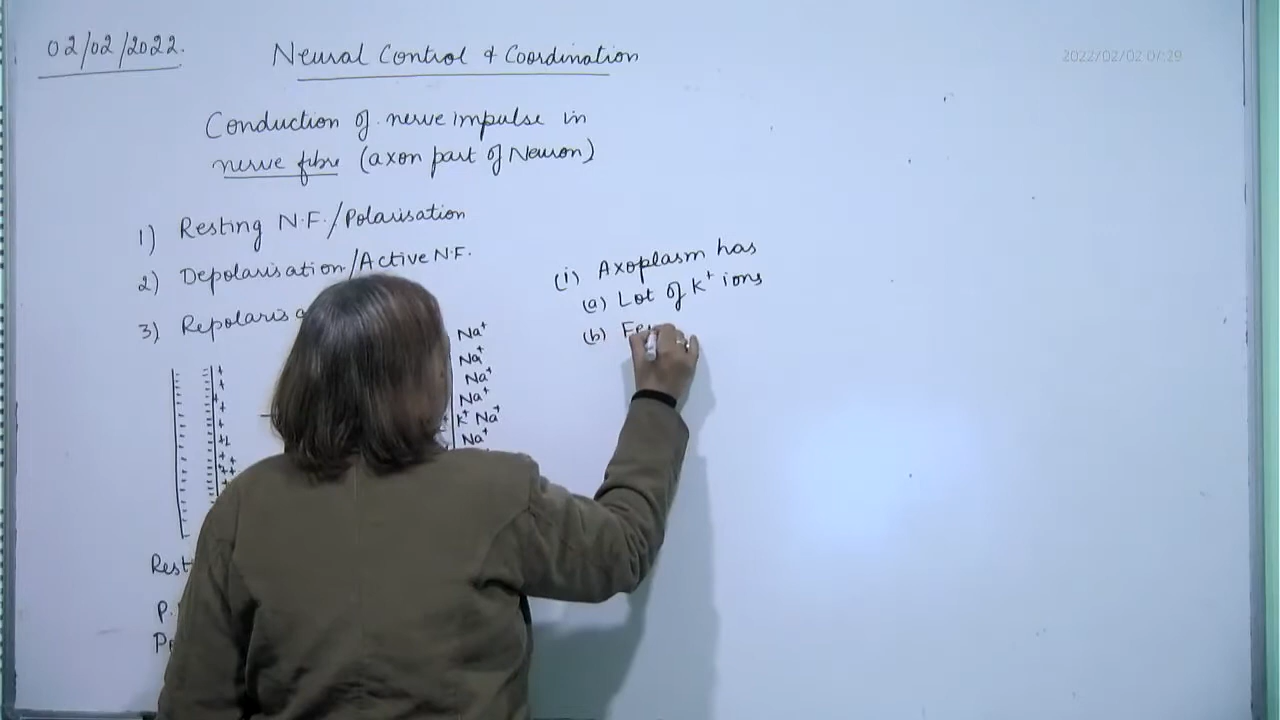 02/02/2022.
Neural Control & Coordination
2022/02/02 07:29
Conduction of nerve impulse in
nerve fibre (axon part of Neuron)
1) Resting N.F./Polarisation
2) Depolarisation/Active N.F.
3)
(i) Axoplasm has
(a) Lot of K+ ions
(b)
Na+
Na+
Na+
Na+
K+ Na+
Na+